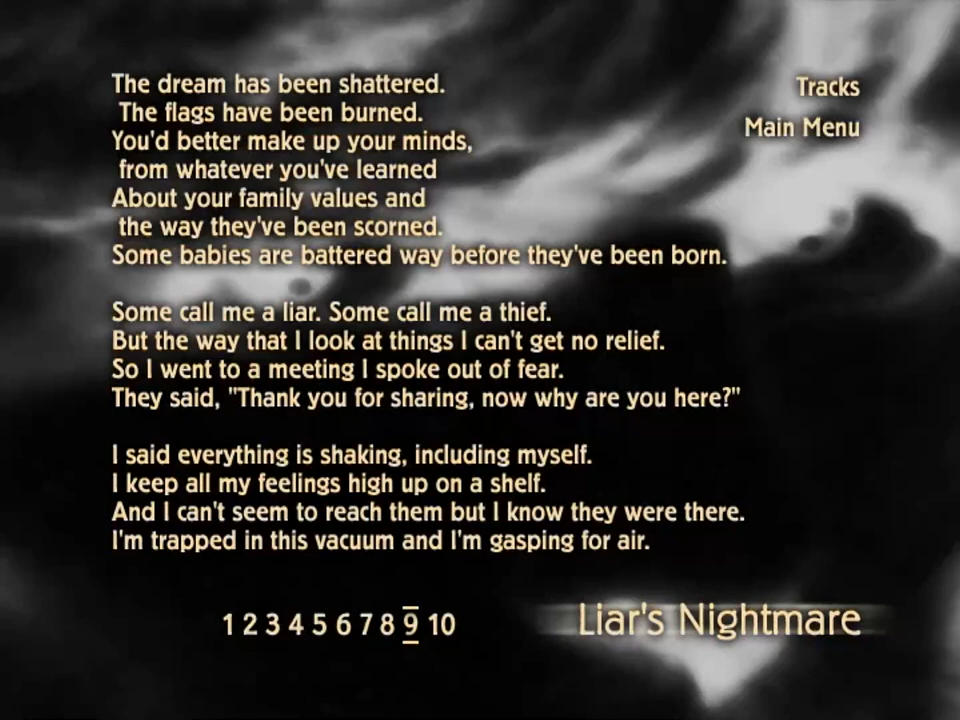 The dream has been shattered.
The flags have been burned.
You'd better make up your minds,
from whatever you've learned
About your family values and
the way they've been scorned.
Some babies are battered way before they've been born.

Some call me a liar. Some call me a thief.
But the way that I look at things I can't get no relief.
So I went to a meeting I spoke out of fear.
They said, "Thank you for sharing, now why are you here?"

I said everything is shaking, including myself.
I keep all my feelings high up on a shelf.
And I can't seem to reach them but I know they were there.
I'm trapped in this vacuum and I'm gasping for air.

Tracks
Main Menu
1 2 3 4 5 6 7 8 9 10
Liar's Nightmare